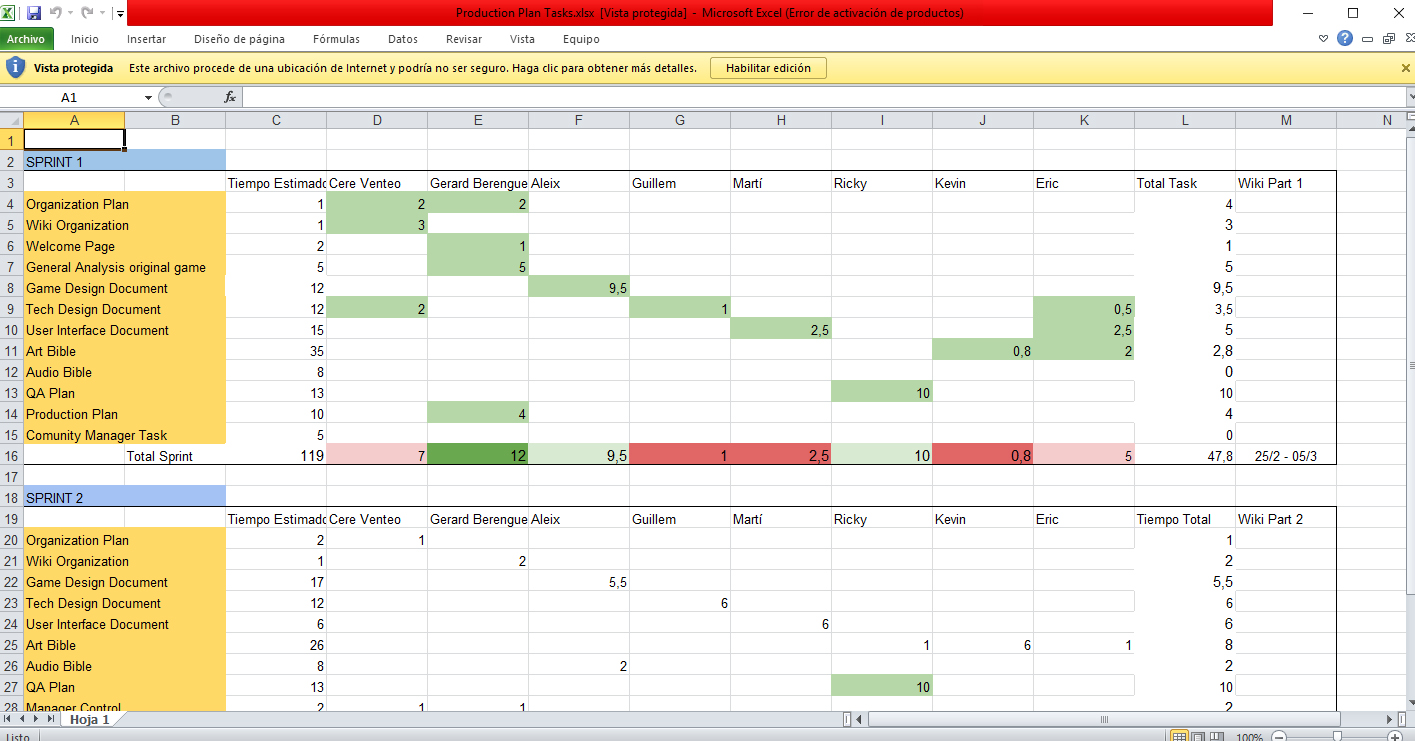 Production Plan Tasks.xlsx [Vista protegida] - Microsoft Excel (Error de activación de productos)
Archivo Inicio Insertar Diseño de página Fórmulas Datos Revisar Vista Equipo
Vista protegida Este archivo procede de una ubicación de Internet y podría no ser seguro. Haga clic para obtener más detalles. Habilitar edición
A1 fx
A B C D E F G H I J K L M N
1
2 SPRINT 1
3 Tiempo Estimado Cere Venteo Gerard Berengue Aleix Guillem Martí Ricky Kevin Eric Total Task Wiki Part 1
4 Organization Plan 1 2 2 4
5 Wiki Organization 1 3 3
6 Welcome Page 2 1 1
7 General Analysis original game 5 5 5
8 Game Design Document 12 9,5 9,5
9 Tech Design Document 12 2 1 0,5 3,5
10 User Interface Document 15 2,5 2,5 5
11 Art Bible 35 0,8 2 2,8
12 Audio Bible 8 0
13 QA Plan 13 10 10
14 Production Plan 10 4 4
15 Comunity Manager Task 5 0
16 Total Sprint 119 7 12 9,5 1 2,5 10 0,8 5 47,8 25/2 - 05/3
17
18 SPRINT 2
19 Tiempo Estimado Cere Venteo Gerard Berengue Aleix Guillem Martí Ricky Kevin Eric Tiempo Total Wiki Part 2
20 Organization Plan 2 1 1
21 Wiki Organization 1 2 2
22 Game Design Document 17 5,5 5,5
23 Tech Design Document 12 6 6
24 User Interface Document 6 6 6
25 Art Bible 26 1 6 1 8
26 Audio Bible 8 2 2
27 QA Plan 13 10 10
28 Manager Control 2 1 1 2
Hoja 1
Listo 100%